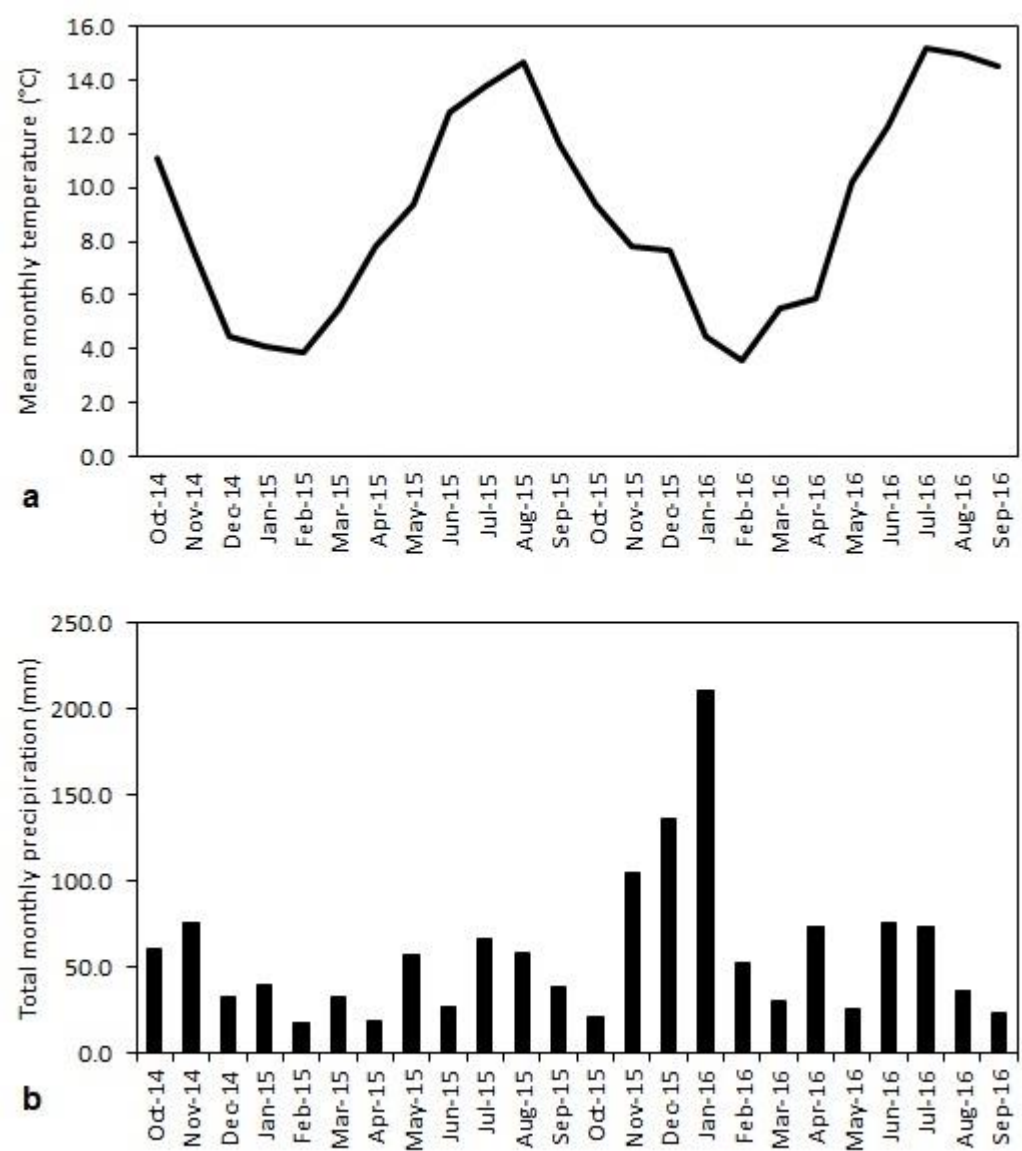 Mean monthly temperature (°C)
16.0
14.0
12.0
10.0
8.0
6.0
4.0
2.0
0.0
Oct-14
Nov-14
Dec-14
Jan-15
Feb-15
Mar-15
Apr-15
May-15
Jun-15
Jul-15
Aug-15
Sep-15
Oct-15
Nov-15
Dec-15
Jan-16
Feb-16
Mar-16
Apr-16
May-16
Jun-16
Jul-16
Aug-16
Sep-16
a
Total monthly precipiration (mm)
250.0
200.0
150.0
100.0
50.0
0.0
Oct-14
Nov-14
Dec-14
Jan-15
Feb-15
Mar-15
Apr-15
May-15
Jun-15
Jul-15
Aug-15
Sep-15
Oct-15
Nov-15
Dec-15
Jan-16
Feb-16
Mar-16
Apr-16
May-16
Jun-16
Jul-16
Aug-16
Sep-16
b